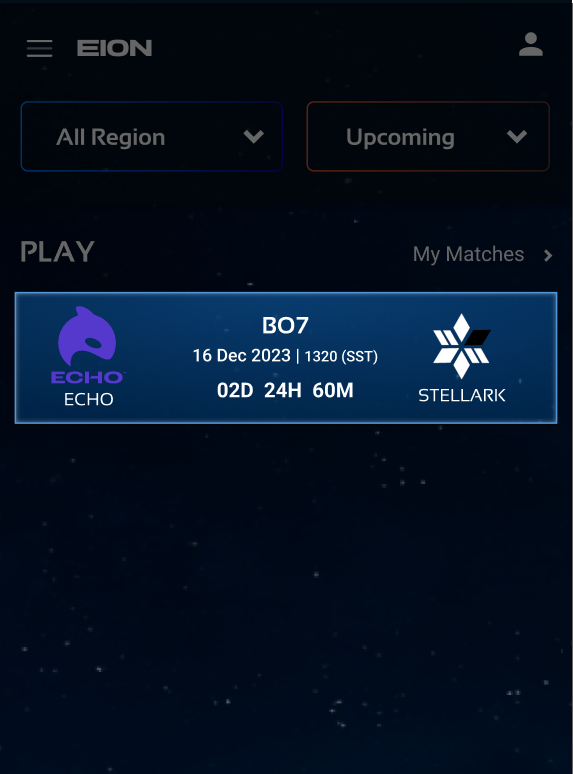 EION
All Region
Upcoming
PLAY
My Matches
BO7
16 Dec 2023 | 1320 (SST)
02D 24H 60M
ECHO
ECHO
STELLARK